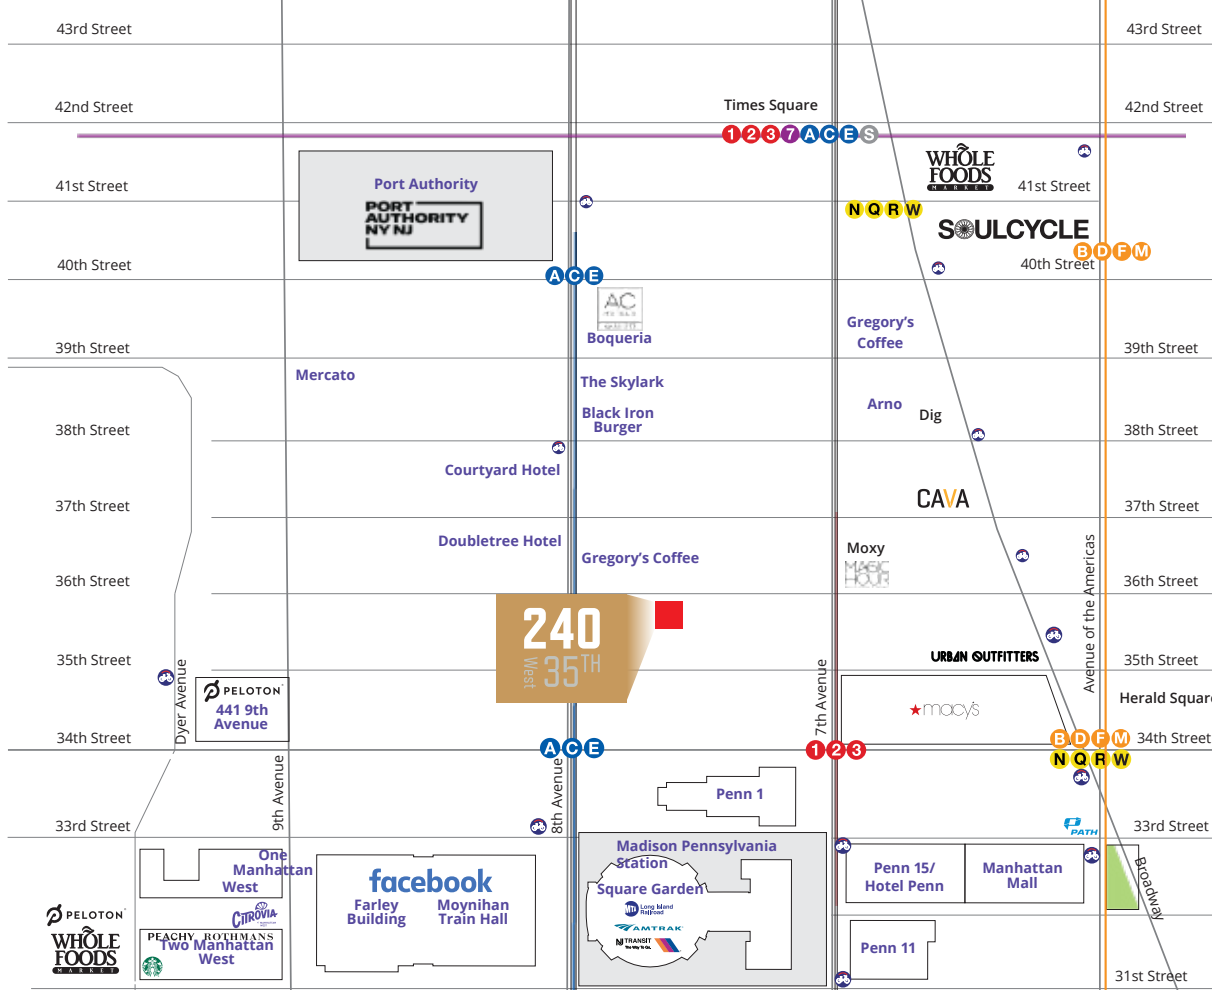 43rd Street
43rd Street
42nd Street
Times Square
42nd Street
1 2 3 7 A C E S
WHOLE
FOODS
MARKET
41st Street
Port Authority
41st Street
PORT
AUTHORITY
NY NJ
N Q R W
SOULCYCLE
B D F M
40th Street
40th Street
A C E
AC
Boqueria
Gregory's
Coffee
39th Street
39th Street
Mercato
The Skylark
Black Iron
Burger
Arno
Dig
38th Street
38th Street
Courtyard Hotel
CAVA
37th Street
37th Street
Doubletree Hotel
Gregory's Coffee
Moxy
MAGIC
HOUR
36th Street
36th Street
Avenue of the Americas
240
West 35TH
URBAN OUTFITTERS
35th Street
35th Street
Dyer Avenue
7th Avenue
PELOTON
441 9th
Avenue
macy's
Herald Square
34th Street
A C E
1 2 3
B D F M
34th Street
N Q R W
9th Avenue
8th Avenue
Penn 1
33rd Street
PATH
33rd Street
One
Manhattan
West
facebook
Farley
Building
Moynihan
Train Hall
Madison Pennsylvania
Station
Square Garden
MTA Long Island
Railroad
AMTRAK
NJ TRANSIT
The Way To Go.
Penn 15/
Hotel Penn
Manhattan
Mall
Broadway
PELOTON
CITROVIA
WHOLE
FOODS
MARKET
PEACHY ROTHMANS
Two Manhattan
West
Penn 11
31st Street